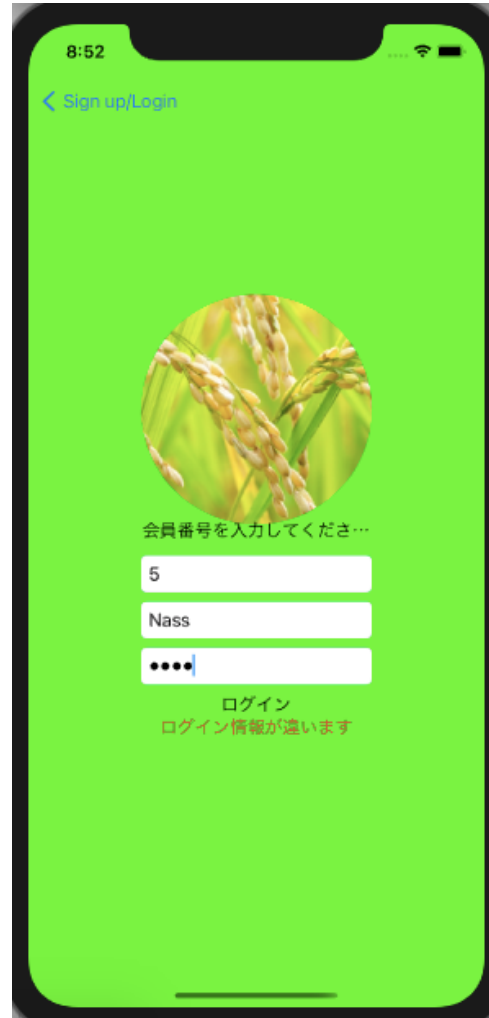 8:52
Sign up/Login
会員番号を入力してくださ…
5
Nass
••••
ログイン
ログイン情報が違います